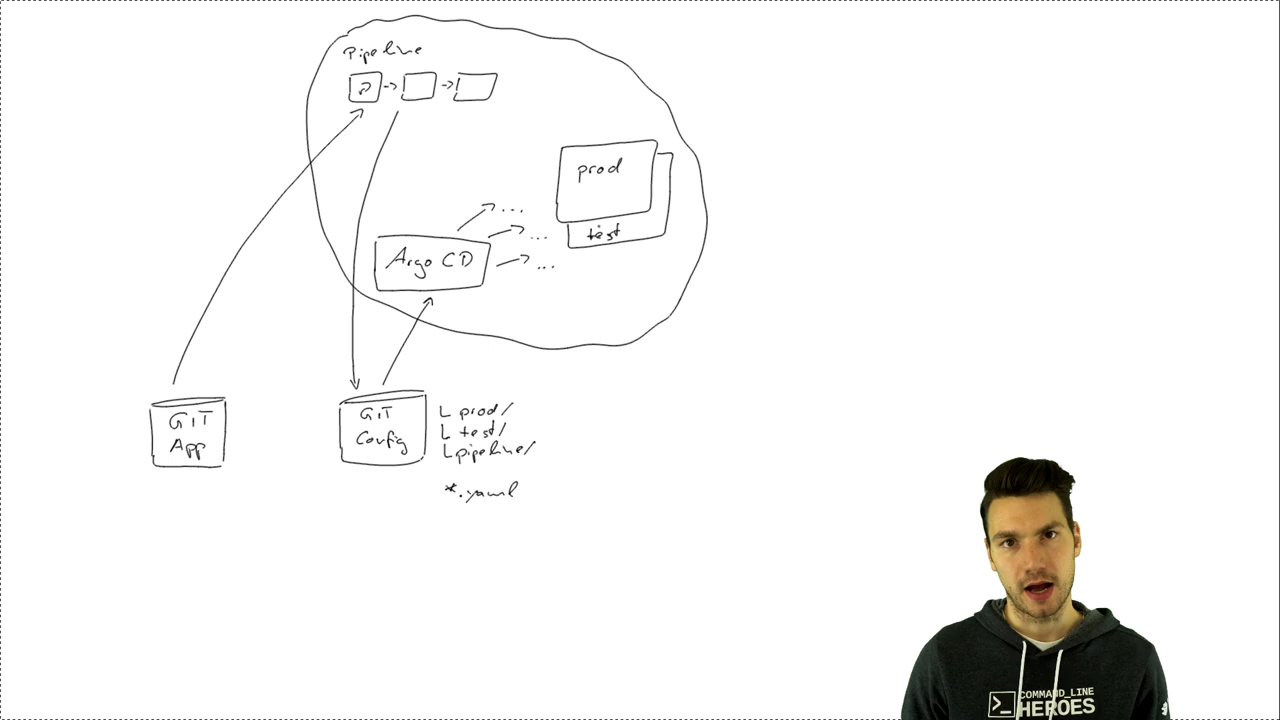 Pipeline
prod
test
...
...
...
Argo CD
GIT
App
GIT
Config
L prod/
L test/
L pipeline/
*.yaml
>_ COMMAND_LINE
HEROES